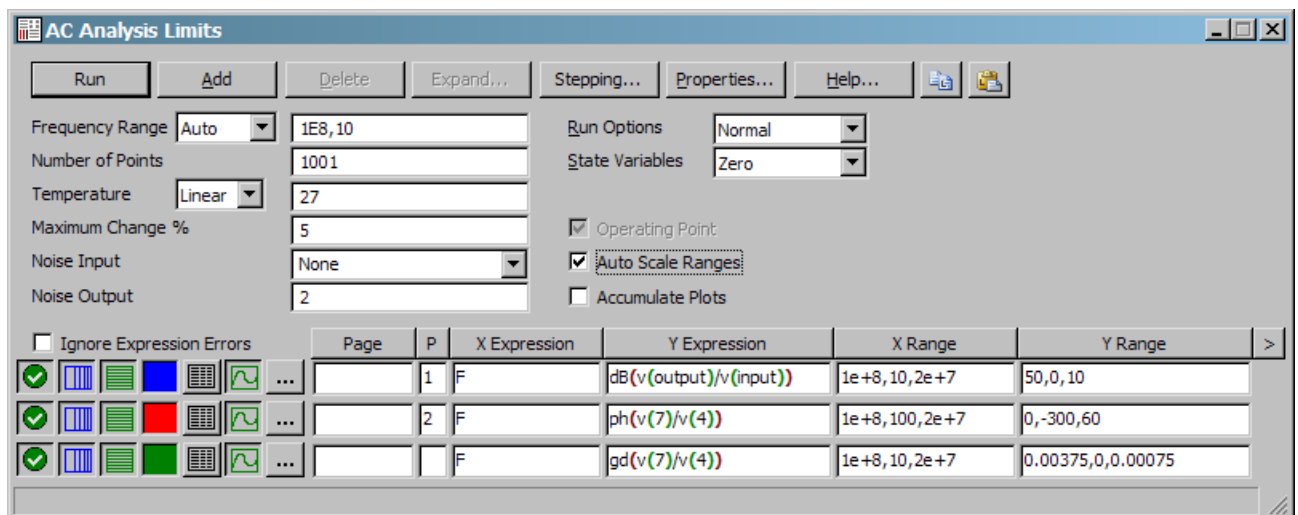 AC Analysis Limits
Run Add Delete Expand... Stepping... Properties... Help...
Frequency Range Auto 1E8,10 Run Options Normal
Number of Points 1001 State Variables Zero
Temperature Linear 27
Maximum Change % 5 Operating Point
Noise Input None Auto Scale Ranges
Noise Output 2 Accumulate Plots
Ignore Expression Errors Page P X Expression Y Expression X Range Y Range >
... 1 F dB(v(output)/v(input)) 1e+8,10,2e+7 50,0,10
... 2 F ph(v(7)/v(4)) 1e+8,100,2e+7 0,-300,60
... F gd(v(7)/v(4)) 1e+8,10,2e+7 0.00375,0,0.00075